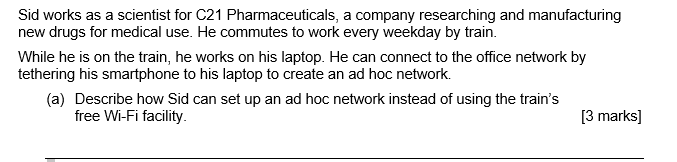 Sid works as a scientist for C21 Pharmaceuticals, a company researching and manufacturing
new drugs for medical use. He commutes to work every weekday by train.
While he is on the train, he works on his laptop. He can connect to the office network by
tethering his smartphone to his laptop to create an ad hoc network.
(a) Describe how Sid can set up an ad hoc network instead of using the train's
free Wi-Fi facility. [3 marks]